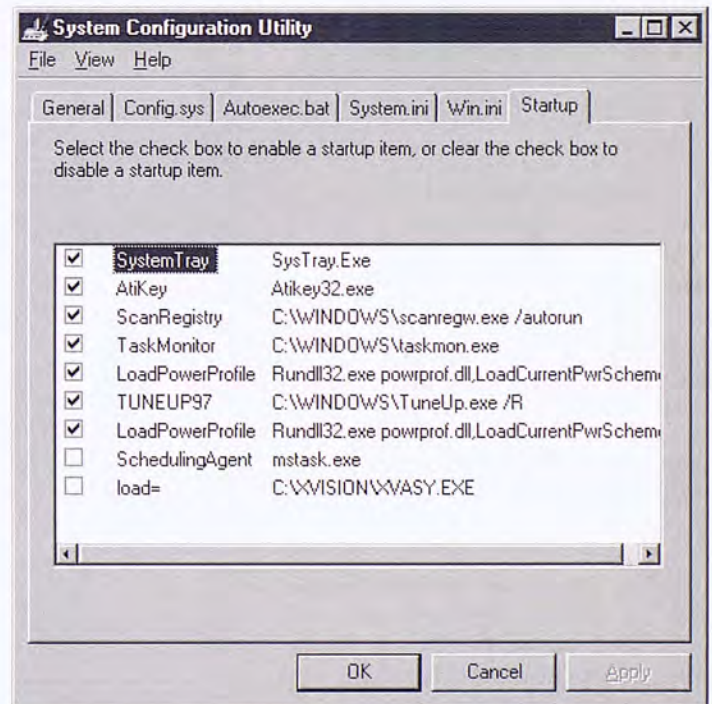 System Configuration Utility
File View Help
General Config.sys Autoexec.bat System.ini Win.ini Startup
Select the check box to enable a startup item, or clear the check box to
disable a startup item.
SystemTray SysTray.Exe
AtiKey Atikey32.exe
ScanRegistry C:\WINDOWS\scanregw.exe /autorun
TaskMonitor C:\WINDOWS\taskmon.exe
LoadPowerProfile Rundll32.exe powrprof.dll,LoadCurrentPwrScheme
TUNEUP97 C:\WINDOWS\TuneUp.exe /R
LoadPowerProfile Rundll32.exe powrprof.dll,LoadCurrentPwrScheme
SchedulingAgent mstask.exe
load= C:\XVISION\XVASY.EXE
OK Cancel Apply